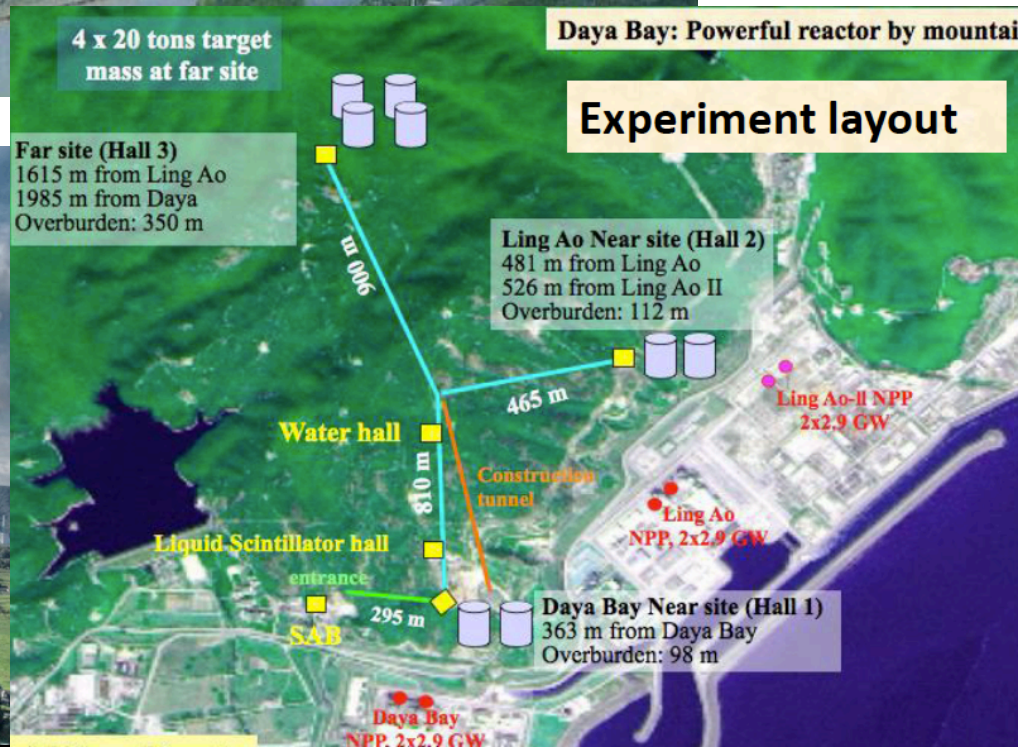 4 x 20 tons target
mass at far site
Daya Bay: Powerful reactor by mountai
Experiment layout
Far site (Hall 3)
1615 m from Ling Ao
1985 m from Daya
Overburden: 350 m
900 m
Ling Ao Near site (Hall 2)
481 m from Ling Ao
526 m from Ling Ao II
Overburden: 112 m
465 m
Ling Ao-ll NPP
2x2.9 GW
Water hall
810 m
Construction
tunnel
Ling Ao
NPP, 2x2.9 GW
Liquid Scintillator hall
entrance
295 m
SAB
Daya Bay Near site (Hall 1)
363 m from Daya Bay
Overburden: 98 m
Daya Bay
NPP, 2x2.9 GW